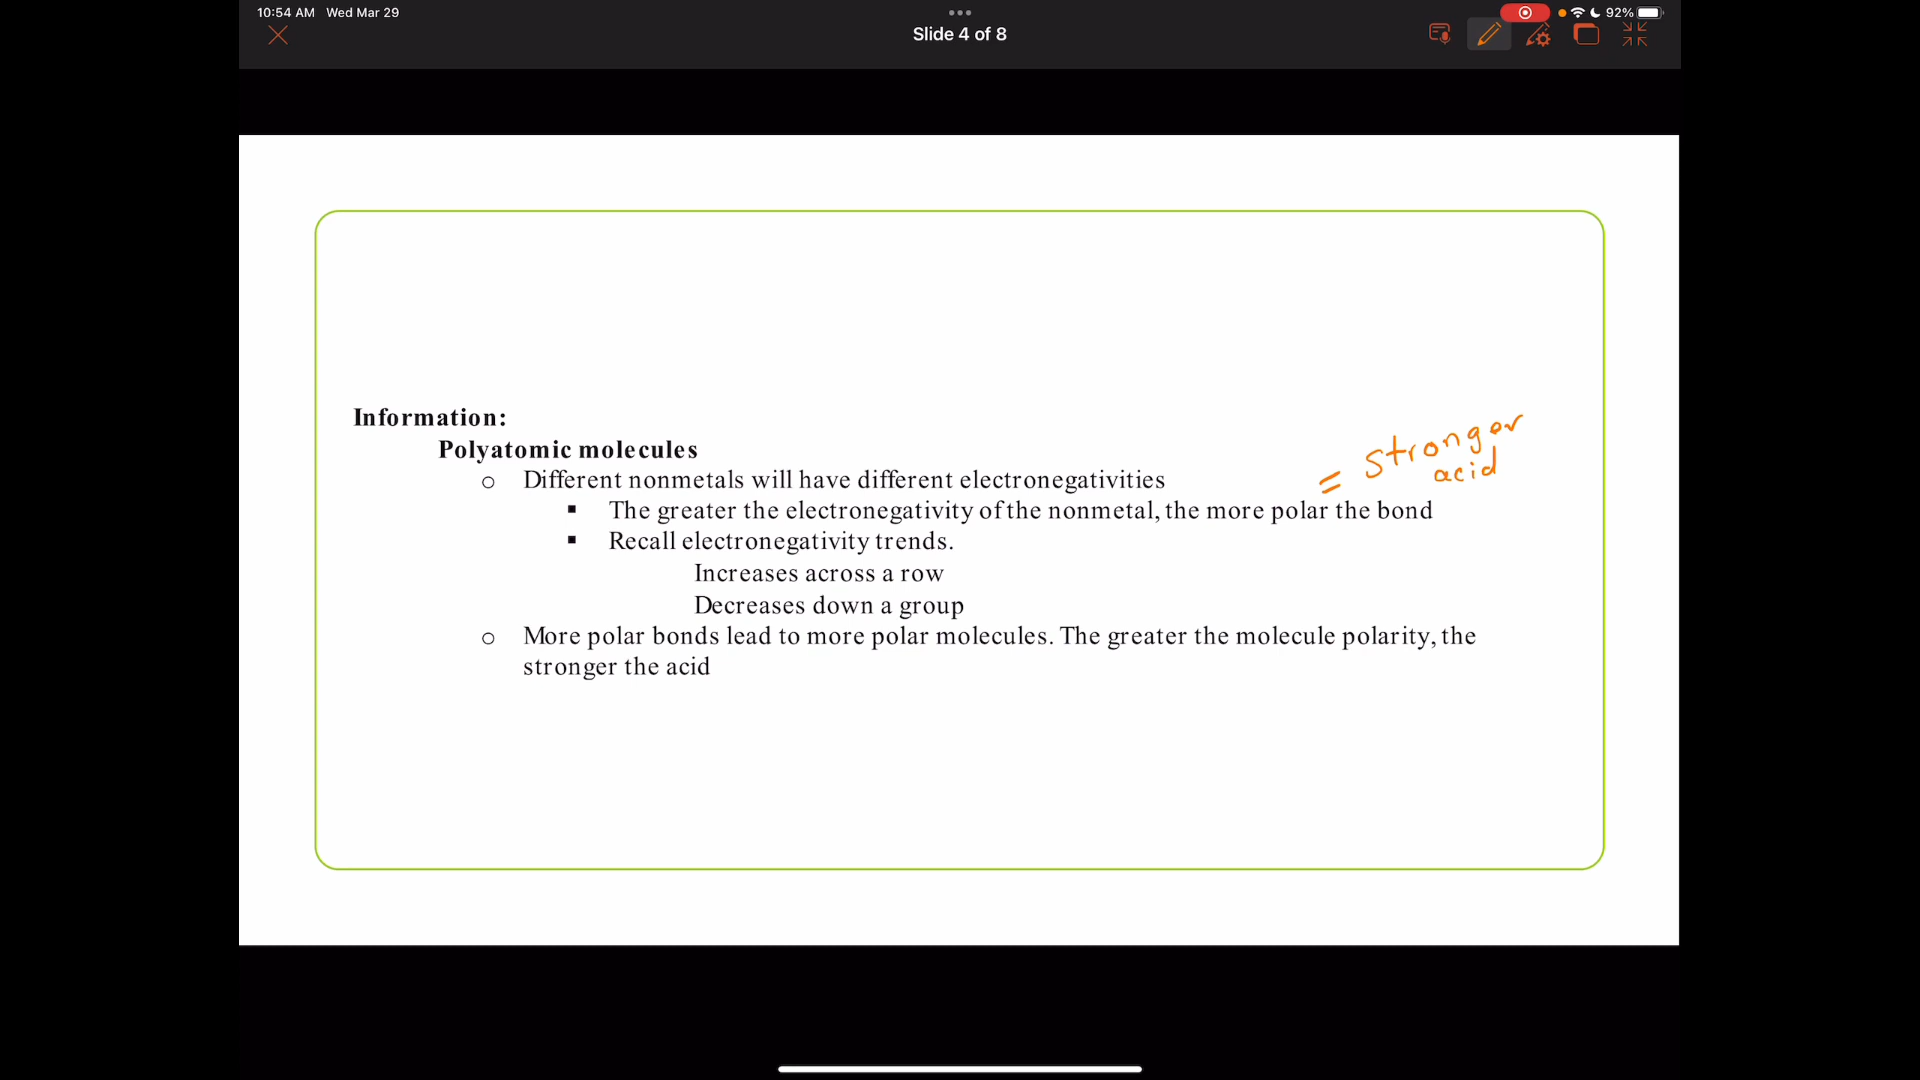 10:54 AM Wed Mar 29
92%
Slide 4 of 8
Information:
Polyatomic molecules
= stronger
acid
○ Different nonmetals will have different electronegativities
▪ The greater the electronegativity of the nonmetal, the more polar the bond
▪ Recall electronegativity trends.
Increases across a row
Decreases down a group
○ More polar bonds lead to more polar molecules. The greater the molecule polarity, the
stronger the acid